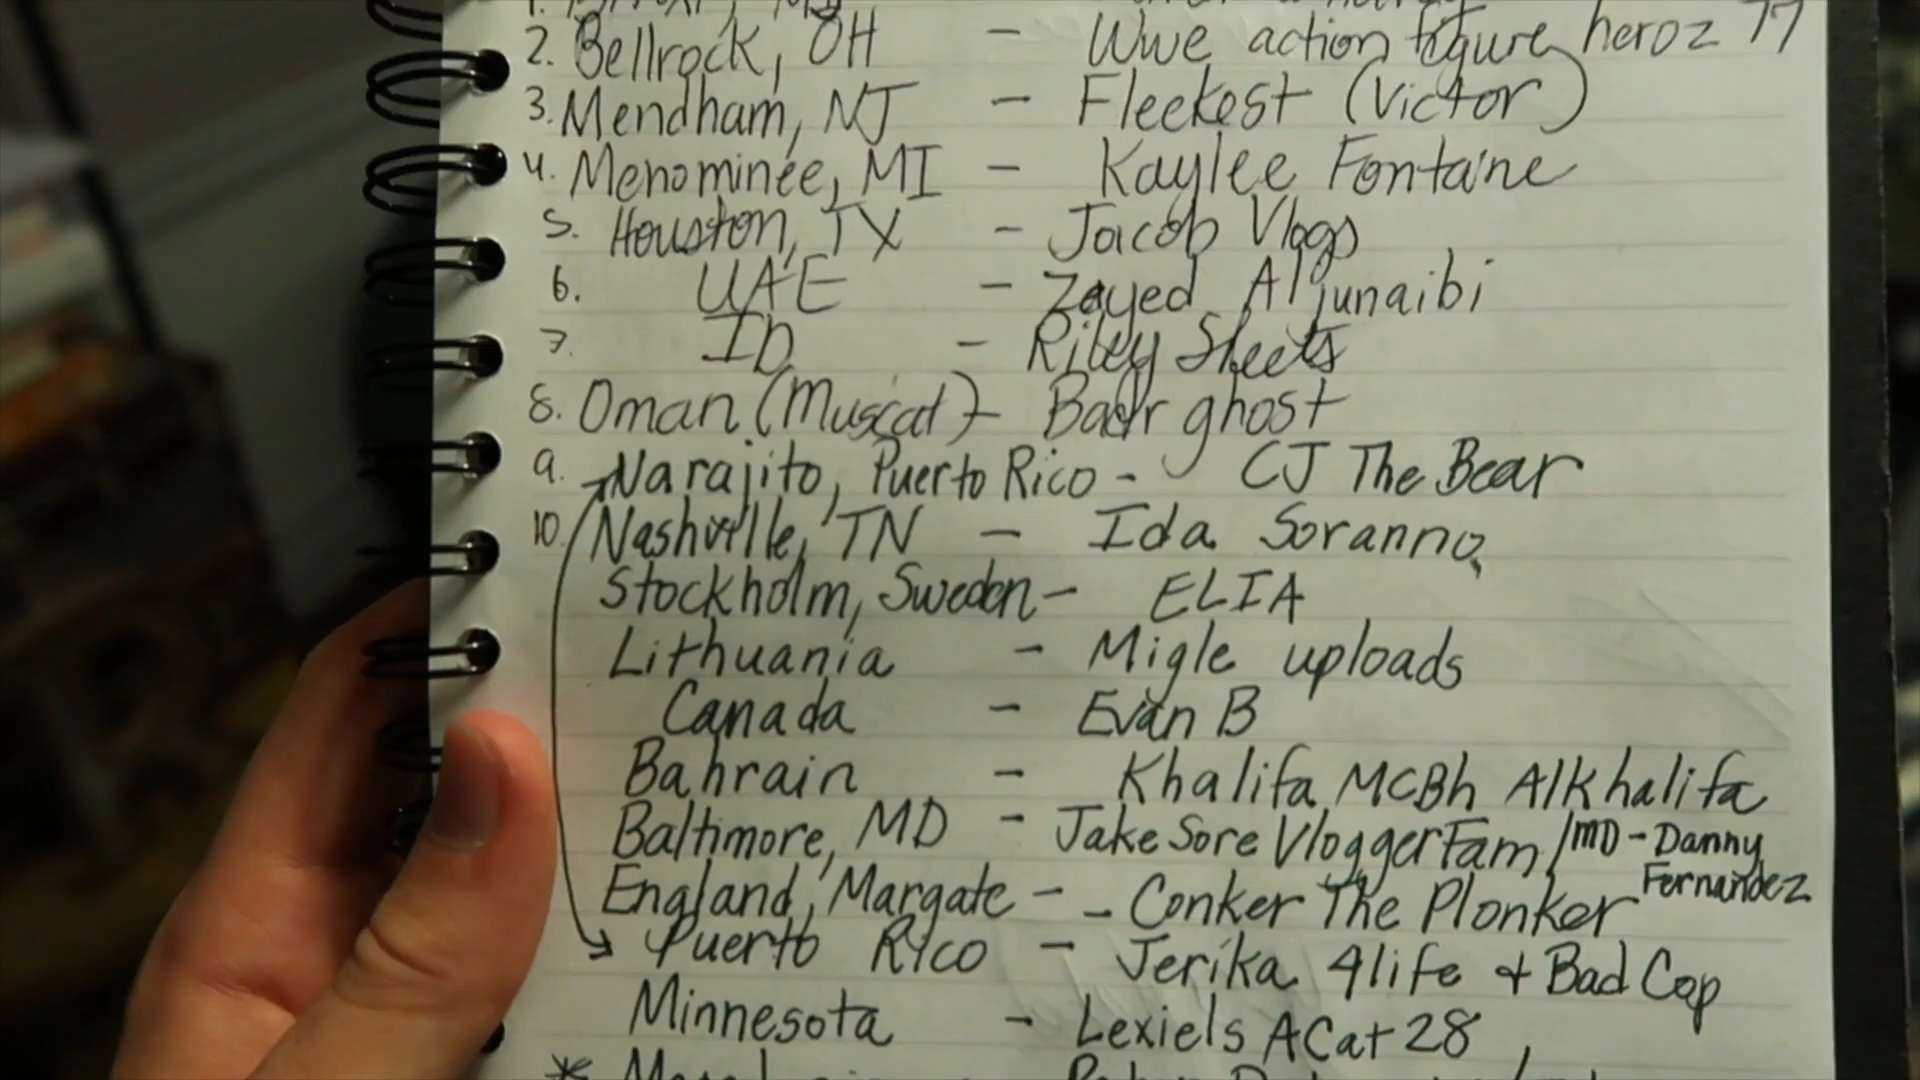 2. Bellrock, OH - Wwe action figure heroz 77
3. Mendham, NJ - Fleekest (Victor)
4. Menominee, MI - Kaylee Fontaine
5. Houston, TX - Jacob Vlogs
6. UAE - Zayed Aljunaibi
7. ID - Riley Sheets
8. Oman (Muscat) - Badr ghost
9. Narajito, Puerto Rico - CJ The Bear
10. Nashville, TN - Ida Soranno
Stockholm, Sweden - ELIA
Lithuania - Migle uploads
Canada - Evan B
Bahrain - Khalifa MCBh Alkhalifa
Baltimore, MD - Jake Sore VloggerFam / MD - Danny Fernandez
England, Margate - - Conker The Plonker
Puerto Rico - Jerika 4life + Bad Cop
Minnesota - Lexiels ACat 28